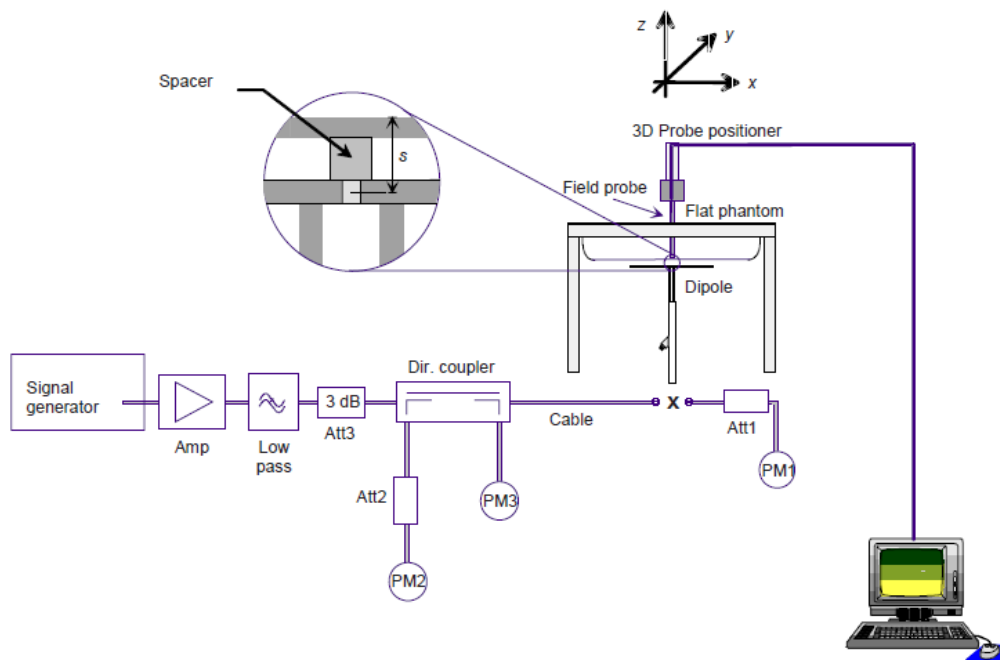 z
y
x
Spacer
s
3D Probe positioner
Field probe
Flat phantom
Dipole
Signal
generator
Amp
Low
pass
3 dB
Att3
Dir. coupler
Cable
x
Att1
PM1
Att2
PM3
PM2